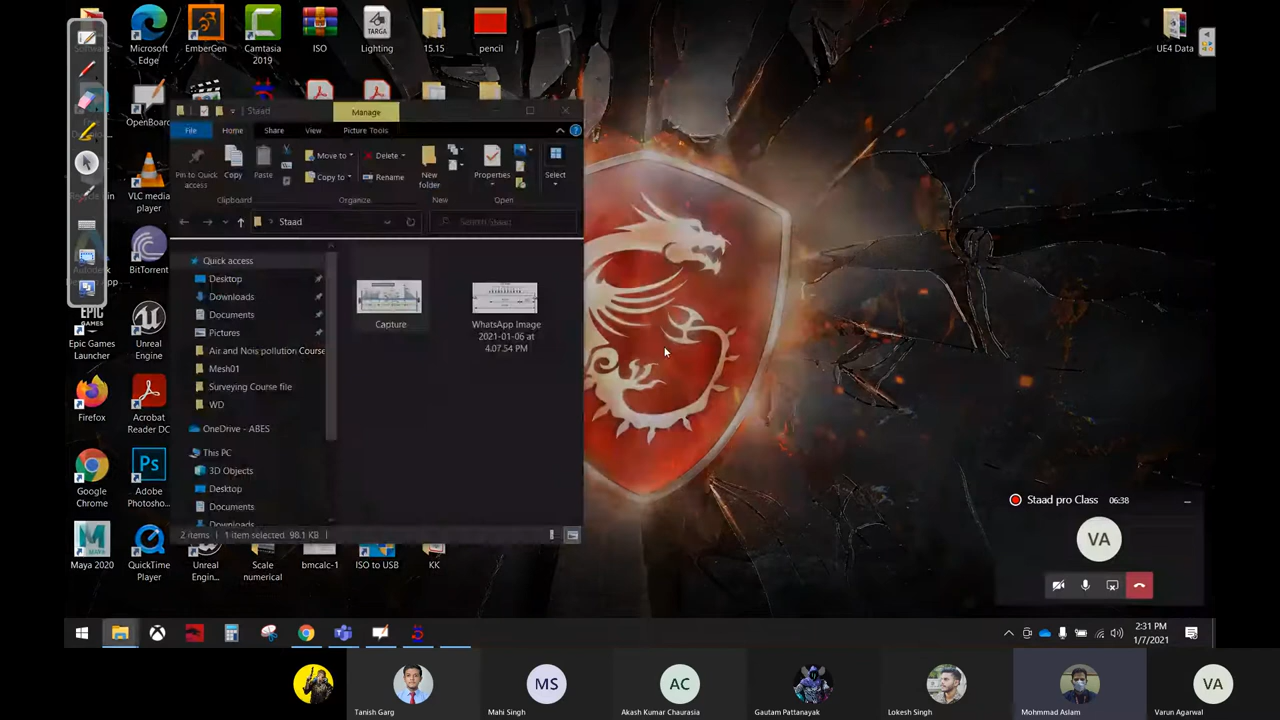 Microsoft
Edge
EmberGen
Camtasia
2019
ISO
Lighting
15.15
pencil
UE4 Data
OpenBoard
VLC media
player
BitTorrent
Epic Games
Launcher
Unreal
Engine
Firefox
Acrobat
Reader DC
Google
Chrome
Adobe
Photosho...
Maya 2020
QuickTime
Player
Unreal
Engin...
Scale
numerical
bmcalc-1
ISO to USB
KK
Staad
Manage
File
Home
Share
View
Picture Tools
Pin to Quick
access
Copy
Paste
Move to
Copy to
Delete
Rename
New
folder
Properties
Select
Clipboard
Organize
New
Open
Staad
Search Staad
Quick access
Desktop
Downloads
Documents
Pictures
Air and Nois pollution Course
Mesh01
Surveying Course file
WD
OneDrive - ABES
This PC
3D Objects
Desktop
Documents
Downloads
Capture
WhatsApp Image
2021-01-06 at
4.07.54 PM
2 items
1 item selected 98.1 KB
Staad pro Class 06:38
VA
2:31 PM
1/7/2021
Tanish Garg
MS
Mahi Singh
AC
Akash Kumar Chaurasia
Gautam Pattanayak
Lokesh Singh
Mohmmad Aslam
VA
Varun Agarwal